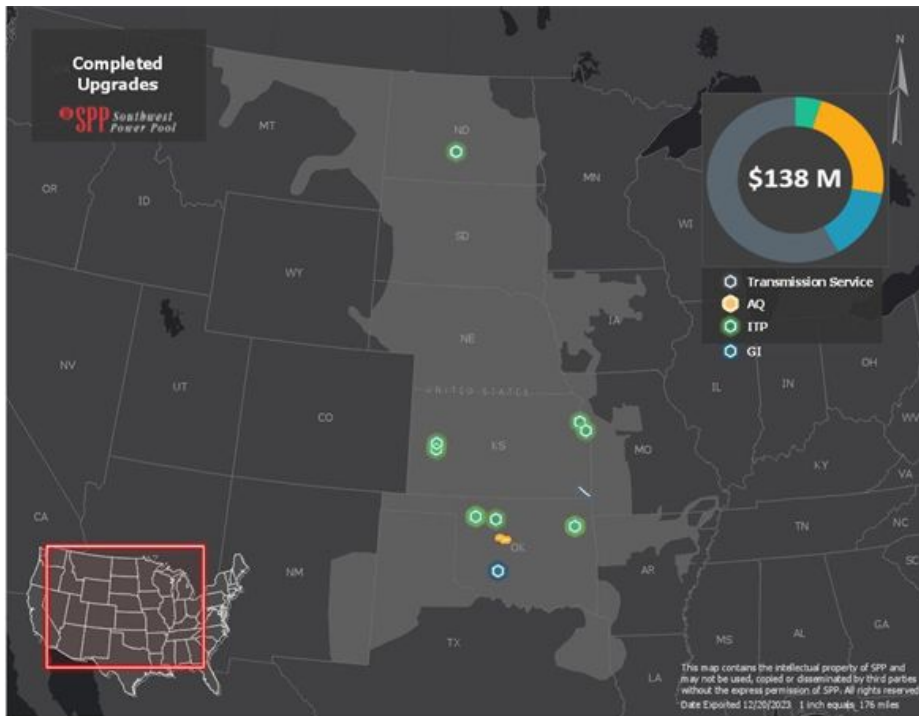 Completed
Upgrades
SPP Southwest
Power Pool
N
$138 M
Transmission Service
AQ
ITP
GI
MT
ND
OR
ID
MN
WI
SD
WY
IA
NE
NV
UT
UNITED STATES
IL
IN
OH
CO
KS
MO
WV
KY
VA
CA
OK
TN
NC
NM
AR
SC
TX
MS
AL
GA
LA
This map contains the intellectual property of SPP and
may not be used, copied or disseminated by third parties
without the express permission of SPP. All rights reserved
Date Exported 12/20/2023 1 inch equals 176 miles